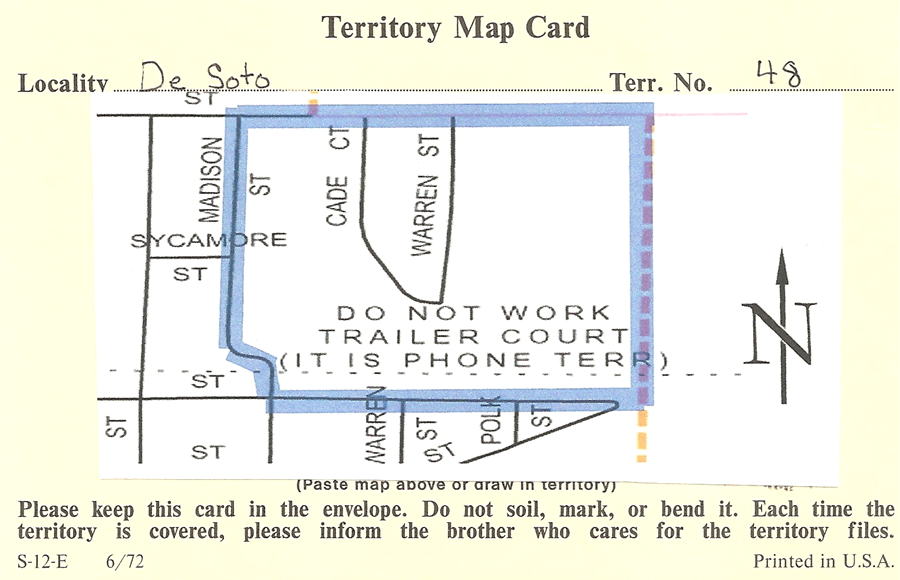 Territory Map Card
Locality De Soto Terr. No. 48
ST
MADISON ST
CADE CT
WARREN ST
SYCAMORE
ST
DO NOT WORK
TRAILER COURT
(IT IS PHONE TERR)
N
ST
ST
ST
WARREN
ST
ST
POLK ST
(Paste map above or draw in territory)
Please keep this card in the envelope. Do not soil, mark, or bend it. Each time the
territory is covered, please inform the brother who cares for the territory files.
S-12-E 6/72 Printed in U.S.A.